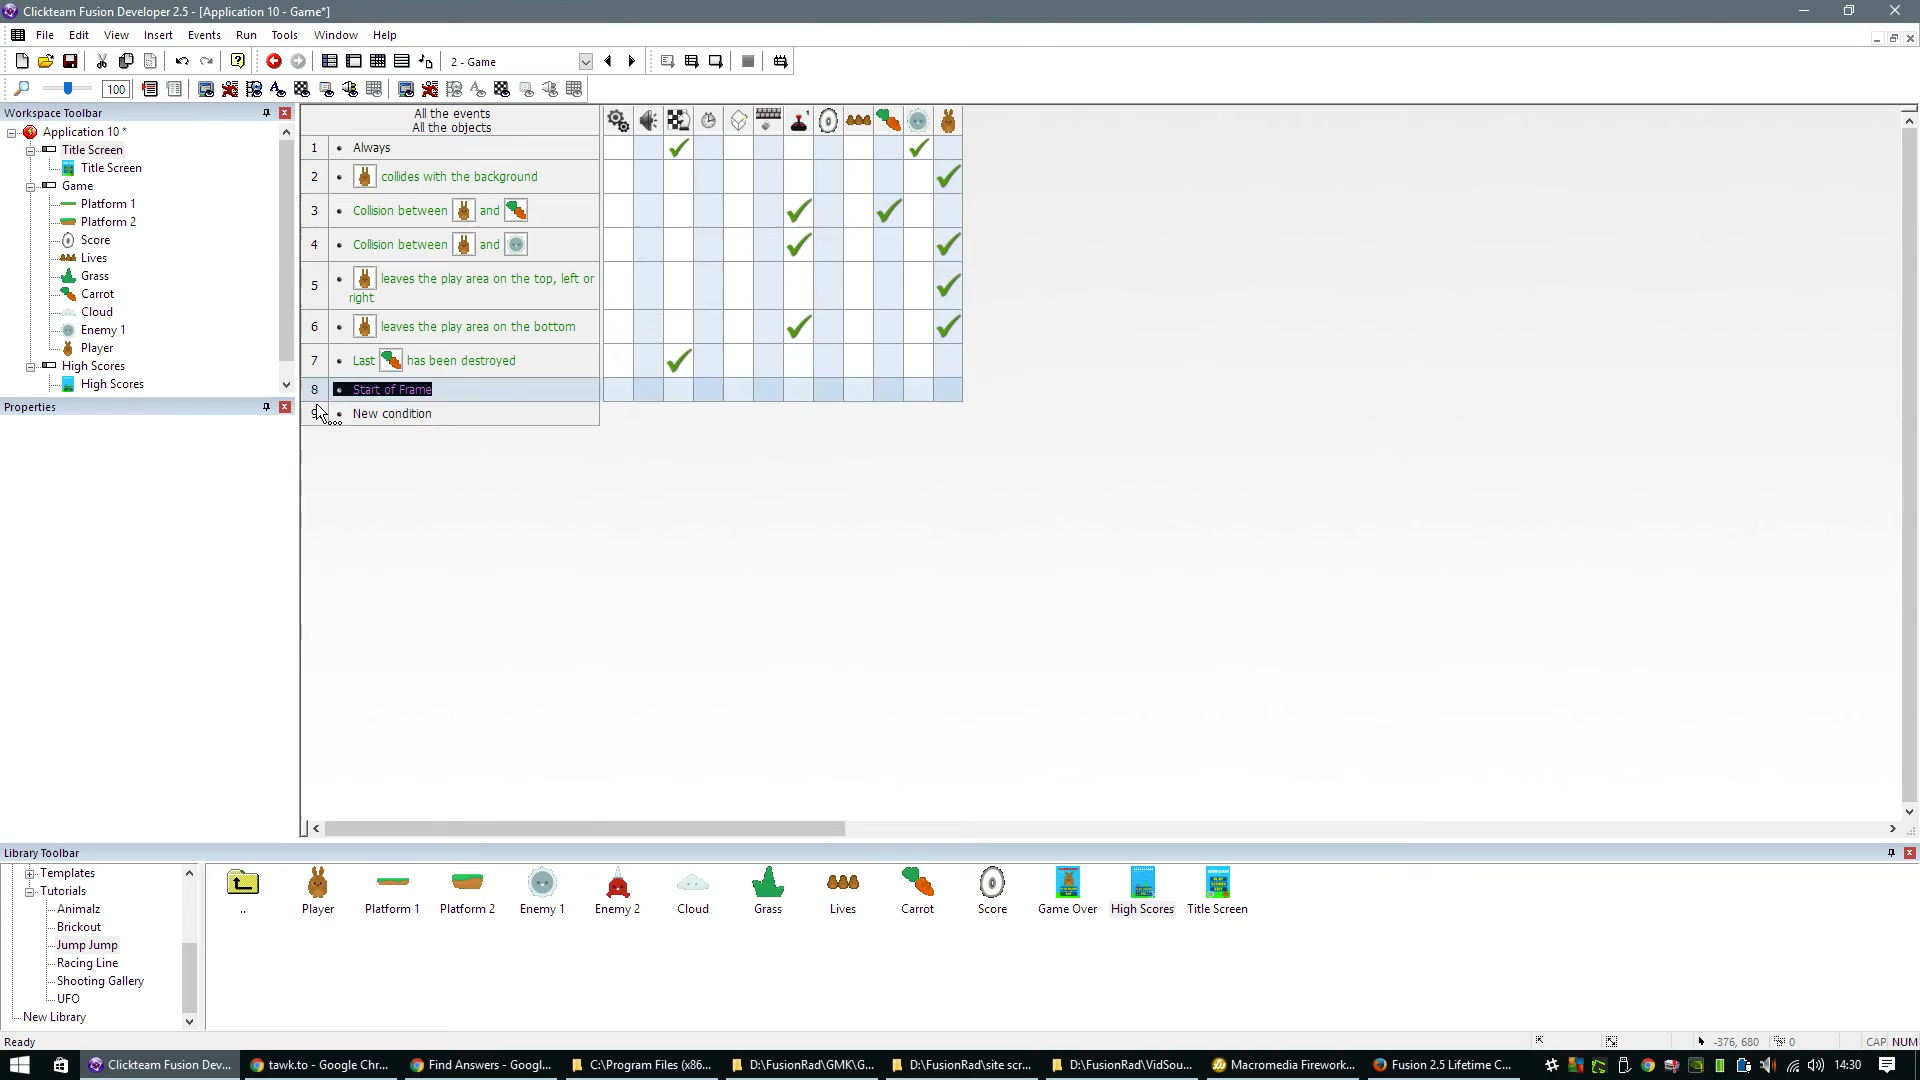 Clickteam Fusion Developer 2.5 - [Application 10 - Game*]
File Edit View Insert Events Run Tools Window Help
2 - Game
100
Workspace Toolbar
Application 10 *
Title Screen
Title Screen
Game
Platform 1
Platform 2
Score
Lives
Grass
Carrot
Cloud
Enemy 1
Player
High Scores
High Scores
Properties
All the events
All the objects
1 • Always
2 • collides with the background
3 • Collision between and
4 • Collision between and
5 • leaves the play area on the top, left or
right
6 • leaves the play area on the bottom
7 • Last has been destroyed
8 • Start of Frame
9 • New condition
Library Toolbar
Templates
Tutorials
Animalz
Brickout
Jump Jump
Racing Line
Shooting Gallery
UFO
New Library
.. Player Platform 1 Platform 2 Enemy 1 Enemy 2 Cloud Grass Lives Carrot Score Game Over High Scores Title Screen
Ready
-376, 680 0 CAP NUM
Clickteam Fusion Dev... tawk.to - Google Chr... Find Answers - Googl... C:\Program Files (x86... D:\FusionRad\GMK\G... D:\FusionRad\site scr... D:\FusionRad\VidSou... Macromedia Firework... Fusion 2.5 Lifetime C... 14:30